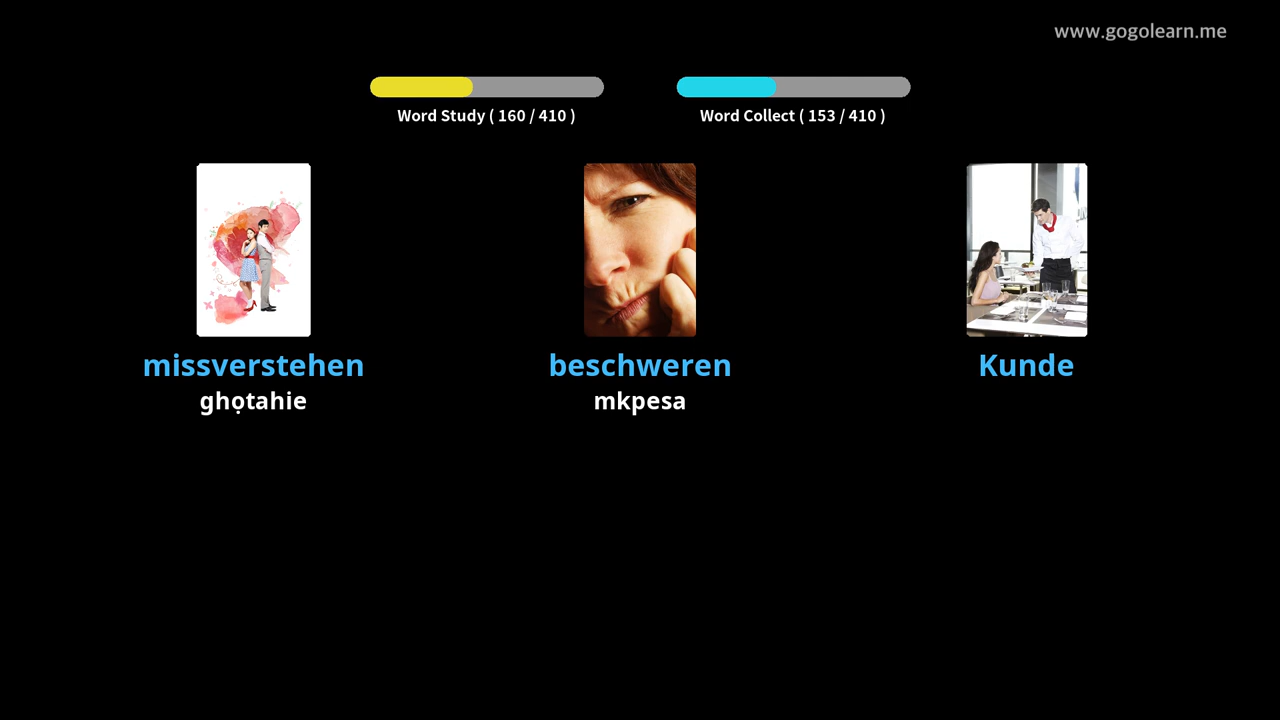 www.gogolearn.me
Word Study ( 160 / 410 )
Word Collect ( 153 / 410 )
missverstehen
ghọtahie
beschweren
mkpesa
Kunde